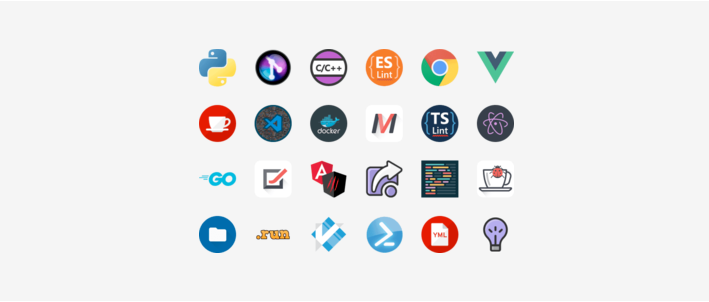 C/C++
ES
Lint
docker
M
TS
Lint
GO
A
.run
YML